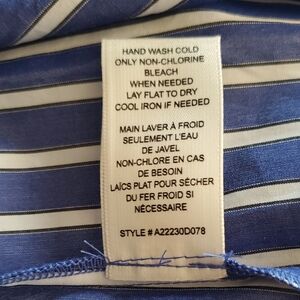 HAND WASH COLD
ONLY NON-CHLORINE
BLEACH
WHEN NEEDED
LAY FLAT TO DRY
COOL IRON IF NEEDED
MAIN LAVER À FROID
SEULEMENT L'EAU
DE JAVEL
NON-CHLORE EN CAS
DE BESOIN
LAÏCS PLAT POUR SÉCHER
DU FER FROID SI
NÉCESSAIRE
STYLE # A22230D078